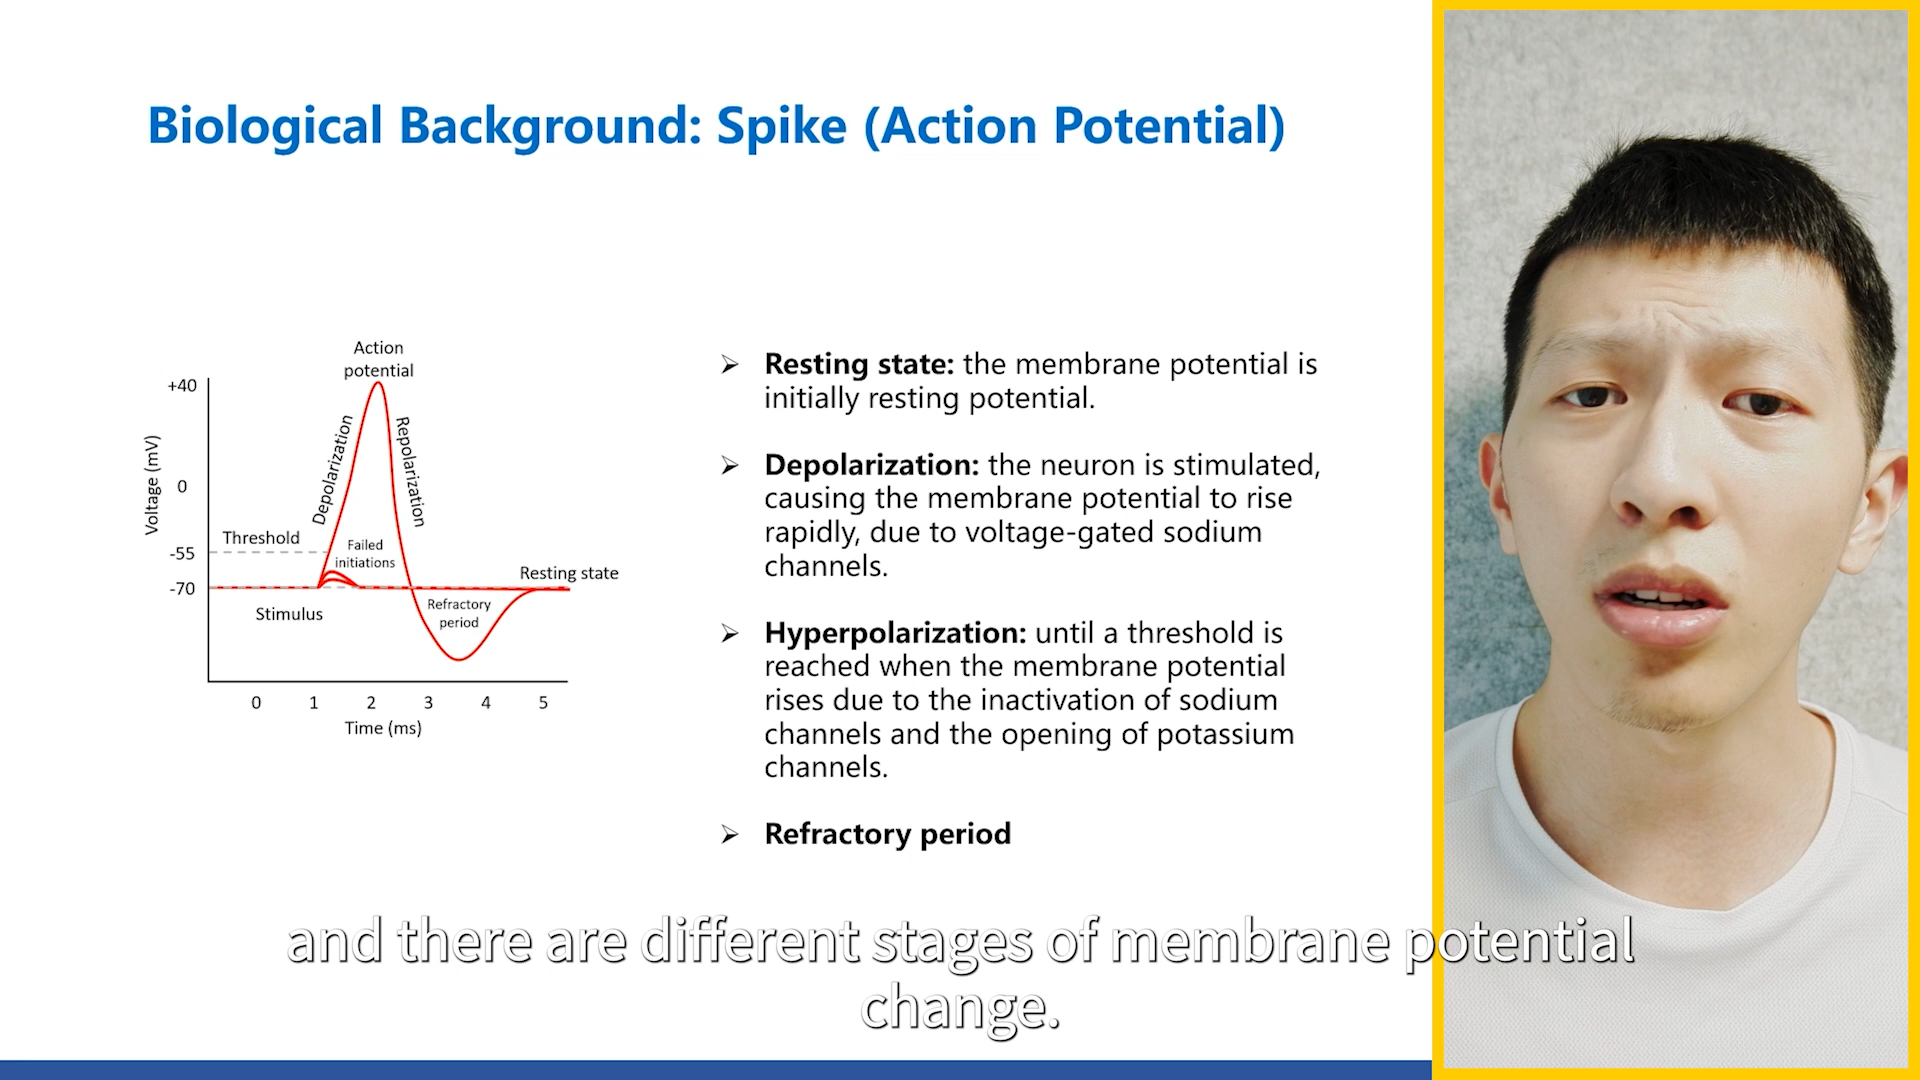 Biological Background: Spike (Action Potential)
Action
potential
+40
0
-55
-70
Voltage (mV)
Depolarization
Repolarization
Threshold
Failed
initiations
Resting state
Stimulus
Refractory
period
0 1 2 3 4 5
Time (ms)
Resting state: the membrane potential is
initially resting potential.
Depolarization: the neuron is stimulated,
causing the membrane potential to rise
rapidly, due to voltage-gated sodium
channels.
Hyperpolarization: until a threshold is
reached when the membrane potential
rises due to the inactivation of sodium
channels and the opening of potassium
channels.
Refractory period
and there are different stages of membrane potential
change.